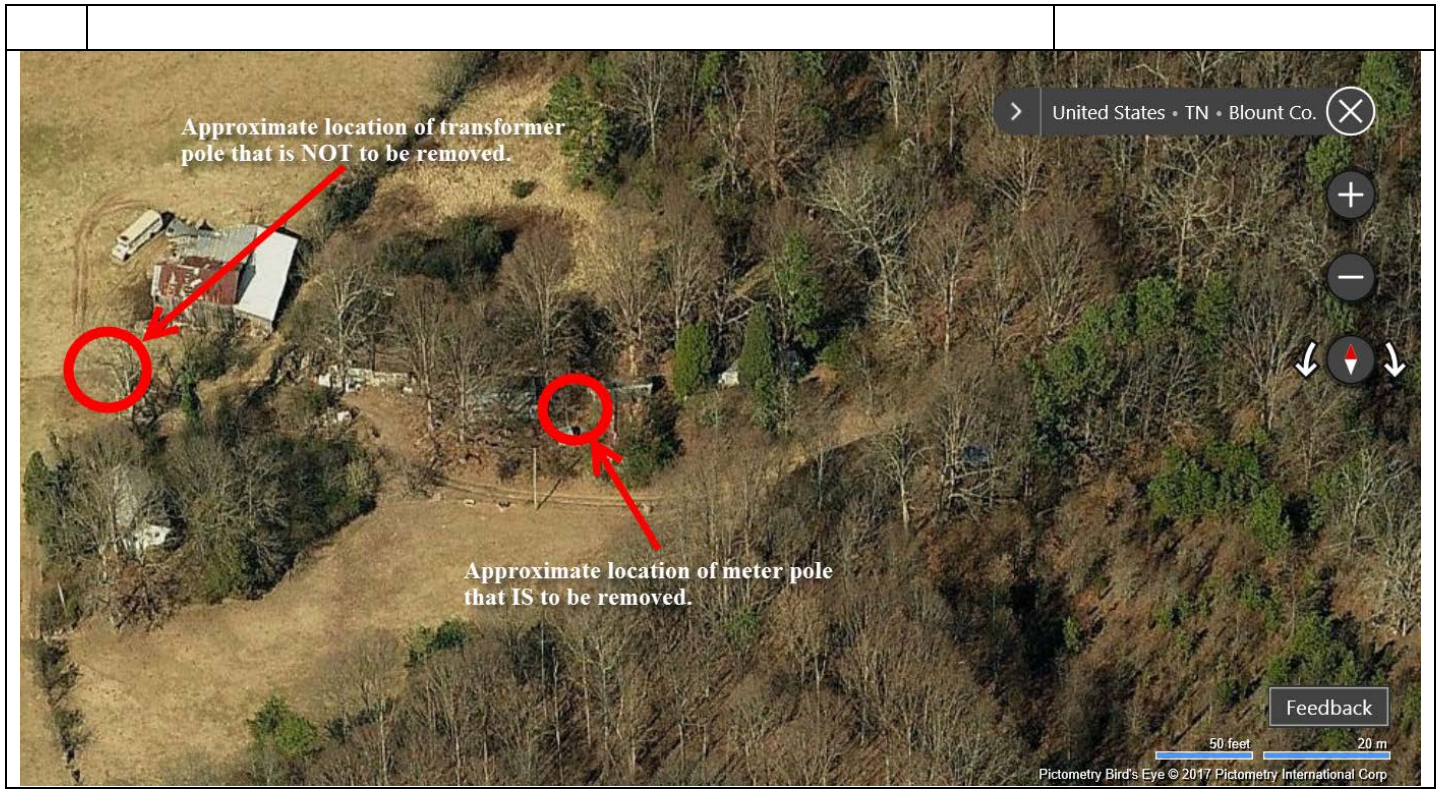 Approximate location of transformer
pole that is NOT to be removed.
United States • TN • Blount Co.
Approximate location of meter pole
that IS to be removed.
Feedback
50 feet 20 m
Pictometry Bird's Eye © 2017 Pictometry International Corp